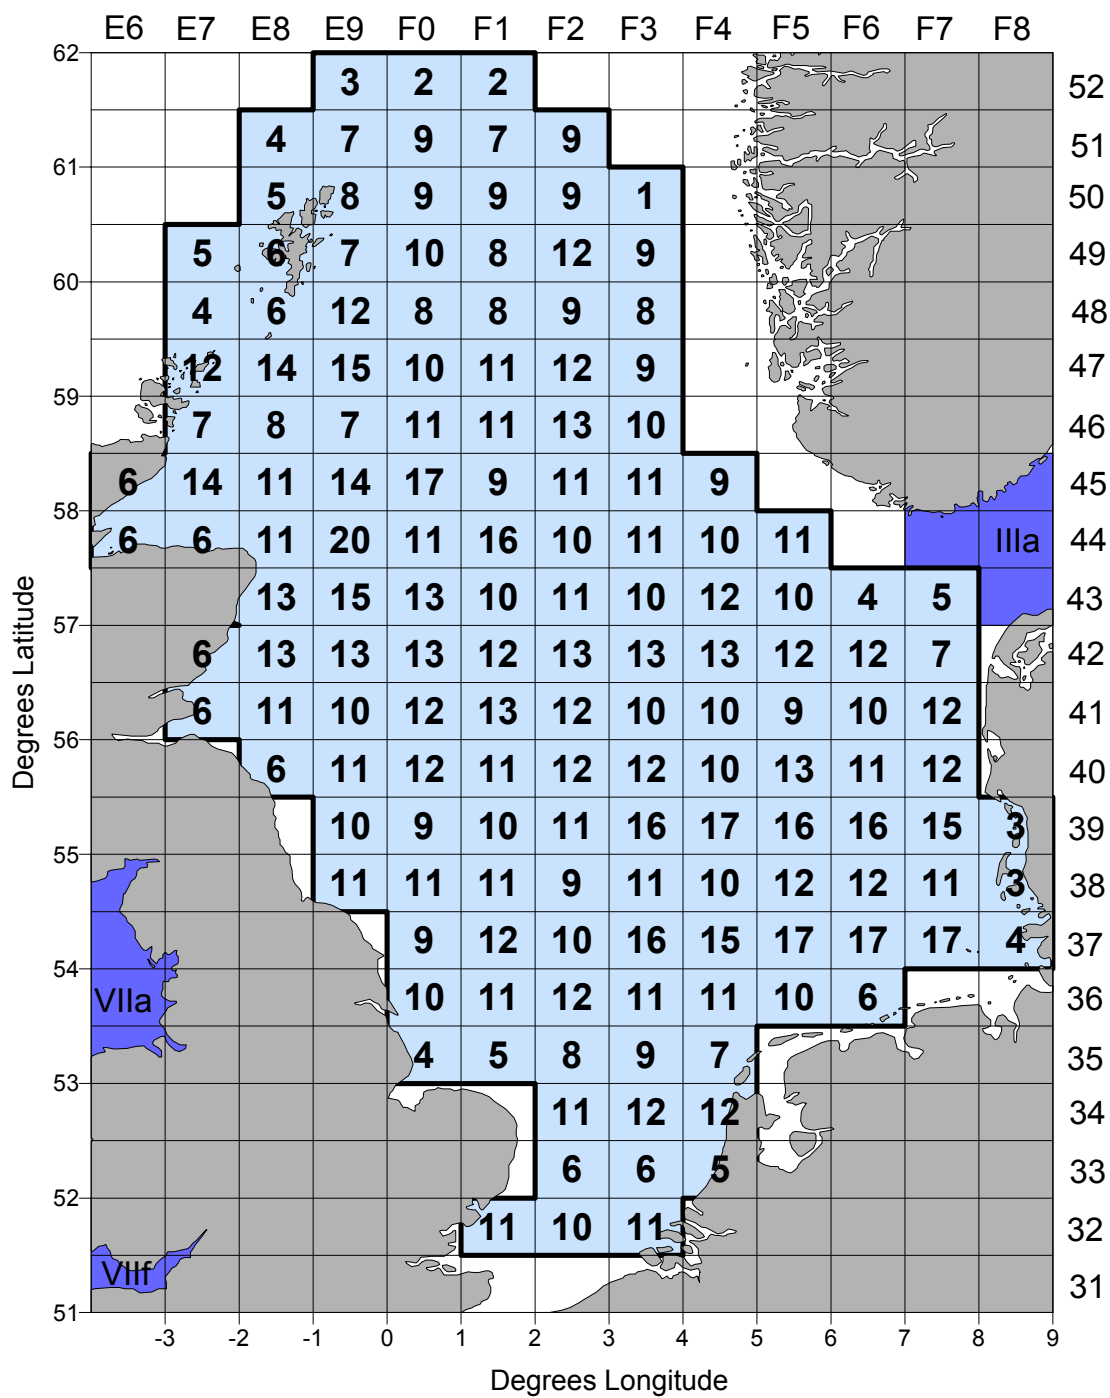 E6 E7 E8 E9 F0 F1 F2 F3 F4 F5 F6 F7 F8
62
3 2 2 52
4 7 9 7 9 51
61
5 8 9 9 9 1 50
5 6 7 10 8 12 9 49
60
4 6 12 8 8 9 8 48
12 14 15 10 11 12 9 47
59
7 8 7 11 11 13 10 46
6 14 11 14 17 9 11 11 9 45
58
6 6 11 20 11 16 10 11 10 11 IIIa 44
13 15 13 10 11 10 12 10 4 5 43
57
6 13 13 13 12 13 13 13 12 12 7 42
6 11 10 12 13 12 10 10 9 10 12 41
56
6 11 12 11 12 12 10 13 11 12 40
10 9 10 11 16 17 16 16 15 3 39
55
11 11 11 9 11 10 12 12 11 3 38
9 12 10 16 15 17 17 17 4 37
54
VIIa 10 11 12 11 11 10 6 36
4 5 8 9 7 35
53
11 12 12 34
6 6 5 33
52
11 10 11 32
VIIf 31
51
-3 -2 -1 0 1 2 3 4 5 6 7 8 9
Degrees Longitude
Degrees Latitude